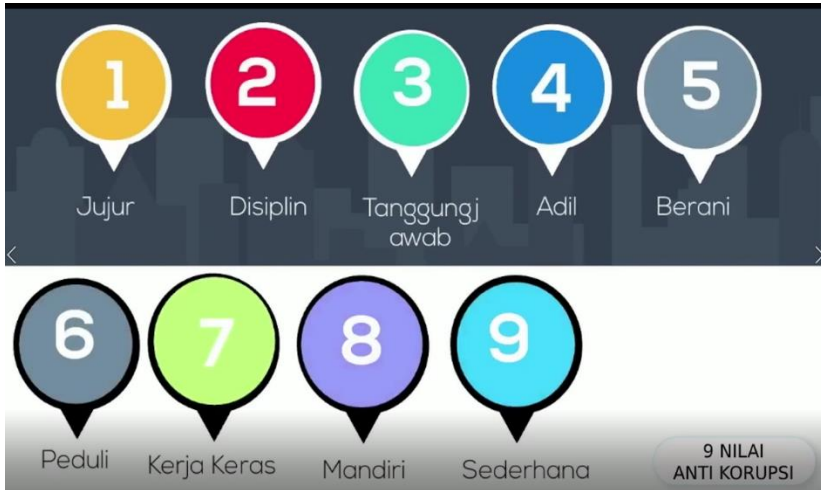 1 2 3 4 5
Jujur Disiplin Tanggungj Adil Berani
awab
6 7 8 9
Peduli Kerja Keras Mandiri Sederhana
9 NILAI
ANTI KORUPSI